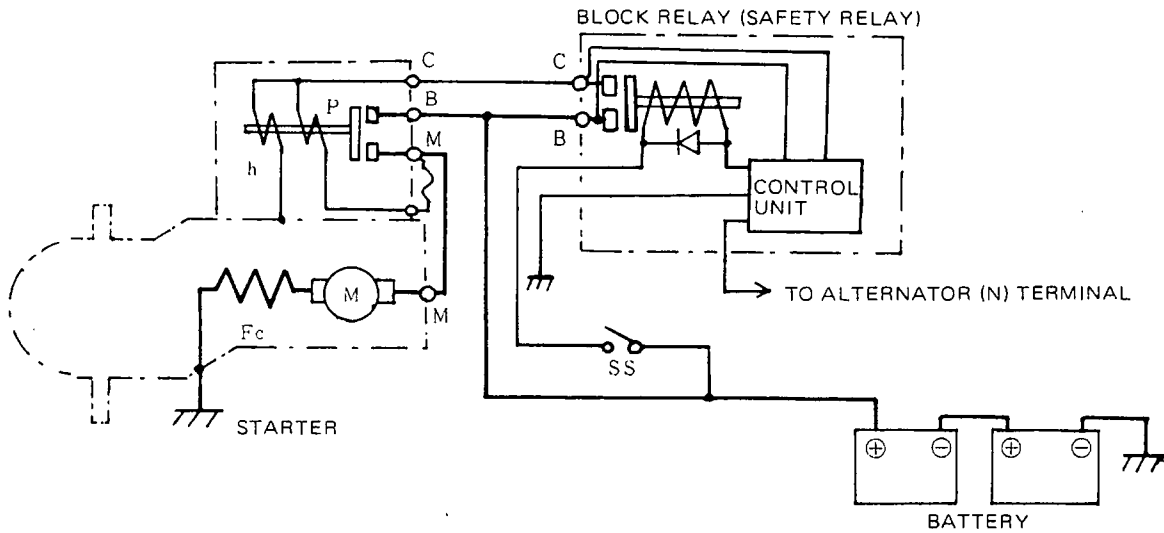 BLOCK RELAY (SAFETY RELAY)
C
C
P
B
B
M
h
CONTROL
UNIT
TO ALTERNATOR (N) TERMINAL
M
M
Fc
SS
STARTER
+ - + -
BATTERY